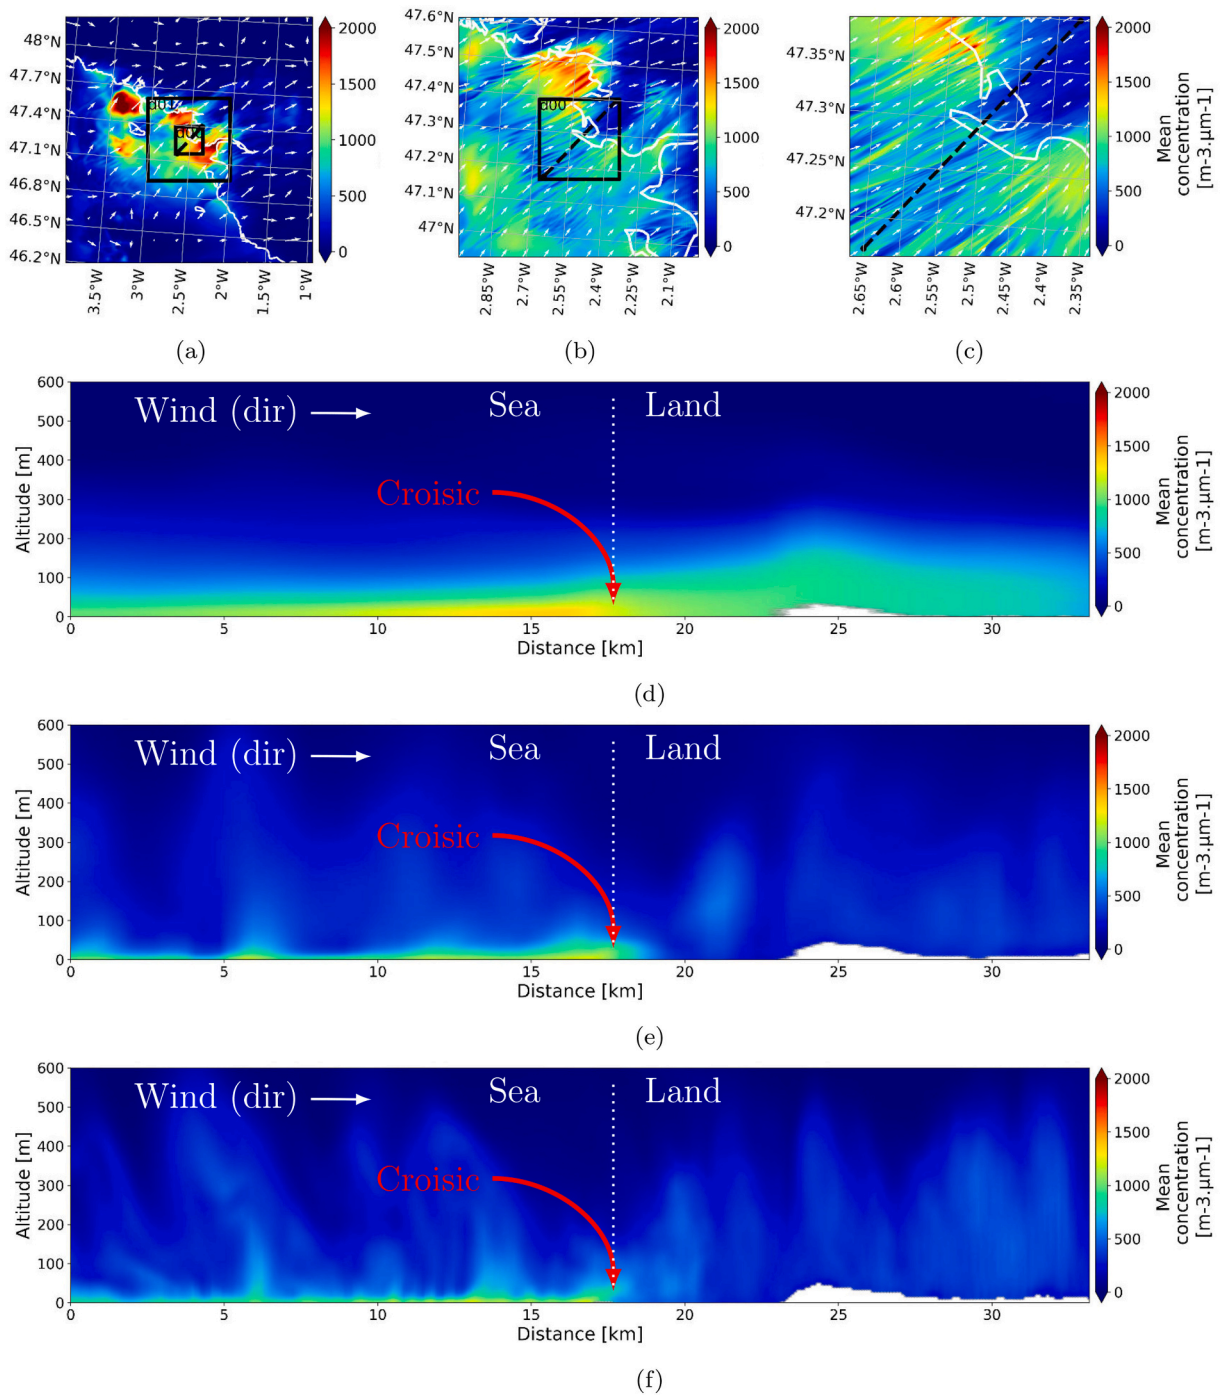 48°N
47.7°N
47.4°N
47.1°N
46.8°N
46.5°N
46.2°N
3.5°W
3°W
2.5°W
2°W
1.5°W
1°W
d01
d00
2000
1500
1000
500
0
(a)
47.6°N
47.5°N
47.4°N
47.3°N
47.2°N
47.1°N
47°N
2.85°W
2.7°W
2.55°W
2.4°W
2.25°W
2.1°W
d00
2000
1500
1000
500
0
(b)
47.35°N
47.3°N
47.25°N
47.2°N
2.65°W
2.6°W
2.55°W
2.5°W
2.45°W
2.4°W
2.35°W
2000
1500
1000
500
0
Mean
concentration
[m-3.µm-1]
(c)
600
500
400
300
200
100
0
Altitude [m]
Wind (dir)
Sea
Land
Croisic
0 5 10 15 20 25 30
Distance [km]
2000
1500
1000
500
0
Mean
concentration
[m-3.µm-1]
(d)
600
500
400
300
200
100
0
Altitude [m]
Wind (dir)
Sea
Land
Croisic
0 5 10 15 20 25 30
Distance [km]
2000
1500
1000
500
0
Mean
concentration
[m-3.µm-1]
(e)
600
500
400
300
200
100
0
Altitude [m]
Wind (dir)
Sea
Land
Croisic
0 5 10 15 20 25 30
Distance [km]
2000
1500
1000
500
0
Mean
concentration
[m-3.µm-1]
(f)